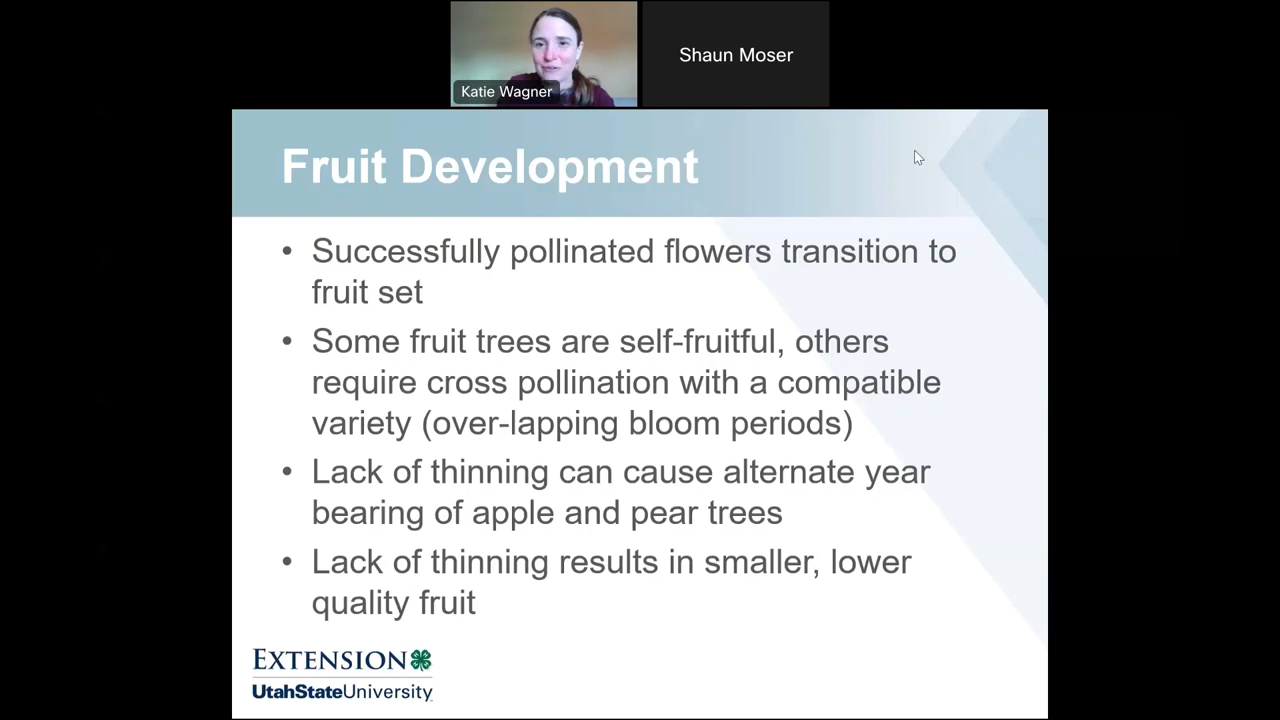 Shaun Moser
Katie Wagner
Fruit Development
• Successfully pollinated flowers transition to
fruit set
• Some fruit trees are self-fruitful, others
require cross pollination with a compatible
variety (over-lapping bloom periods)
• Lack of thinning can cause alternate year
bearing of apple and pear trees
• Lack of thinning results in smaller, lower
quality fruit
EXTENSION
UtahStateUniversity